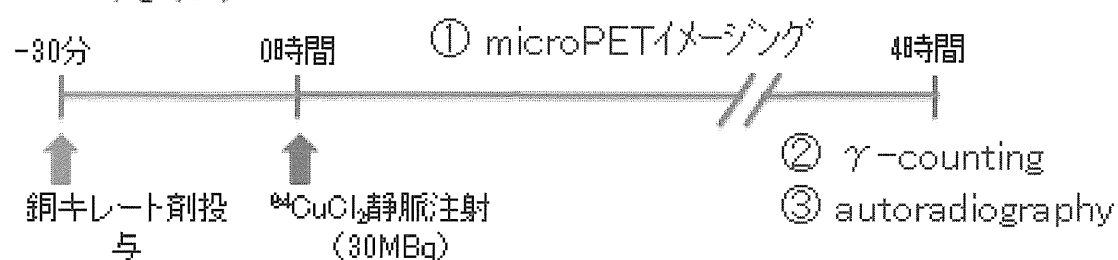 -30分
0時間
① microPETイメージング
4時間
銅キレート剤投
与
⁶⁴CuCl₂静脈注射
(30MBq)
② γ-counting
③ autoradiography